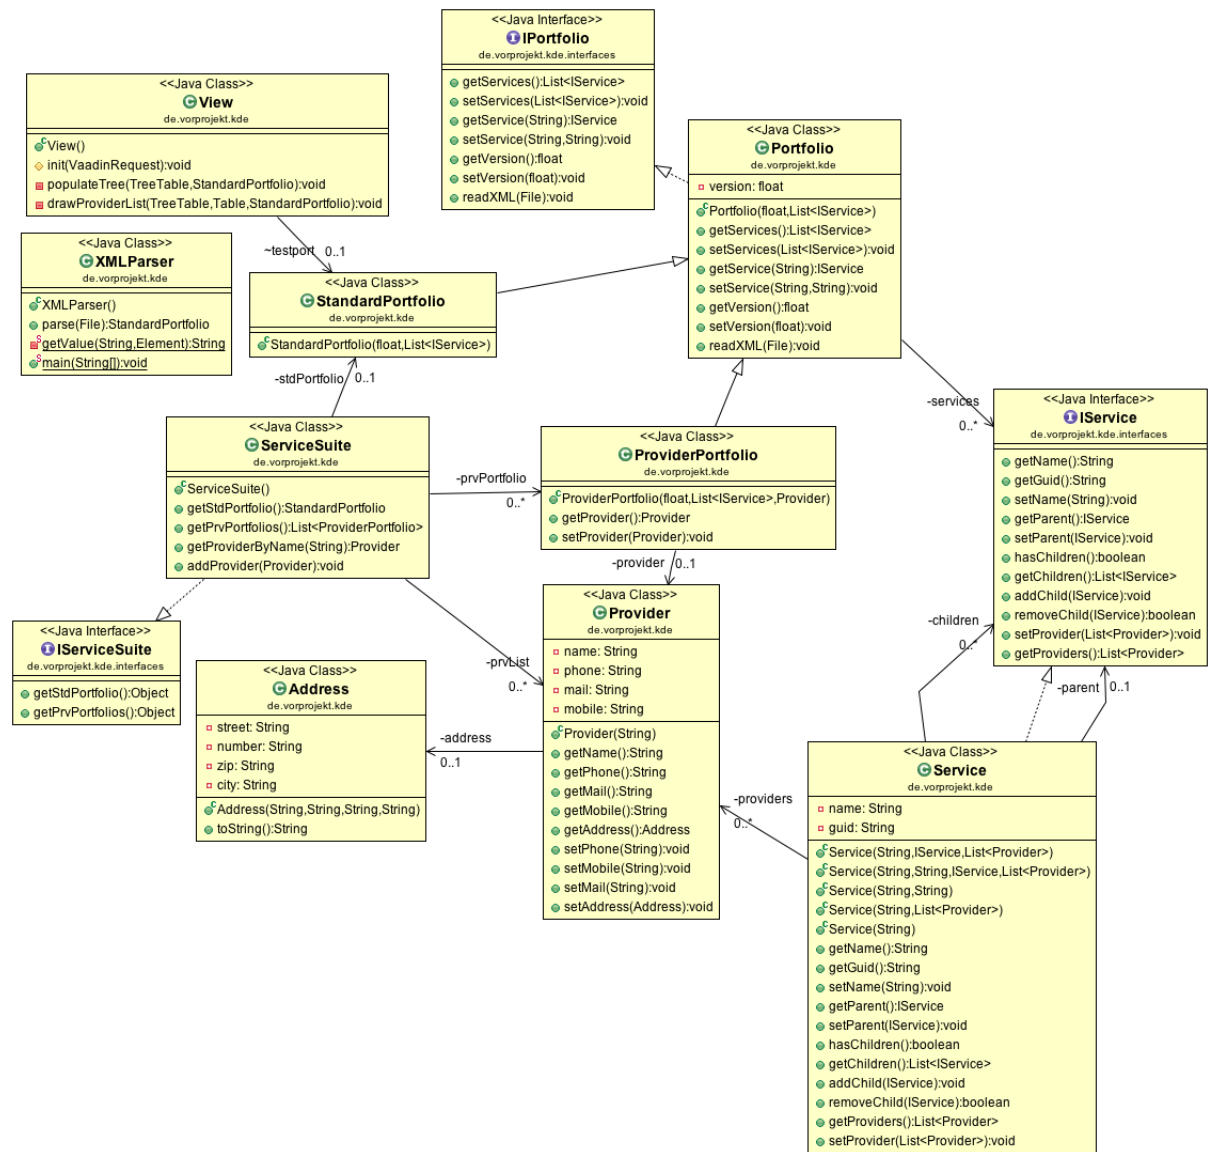 <<Java Interface>>
IPortfolio
de.vorprojekt.kde.interfaces
getServices():List<IService>
setServices(List<IService>):void
getService(String):IService
setService(String,String):void
getVersion():float
setVersion(float):void
readXML(File):void
<<Java Class>>
View
de.vorprojekt.kde
View()
init(VaadinRequest):void
populateTree(TreeTable,StandardPortfolio):void
drawProviderList(TreeTable,Table,StandardPortfolio):void
<<Java Class>>
Portfolio
de.vorprojekt.kde
version: float
Portfolio(float,List<IService>)
getServices():List<IService>
setServices(List<IService>):void
getService(String):IService
setService(String,String):void
getVersion():float
setVersion(float):void
readXML(File):void
~testport 0..1
<<Java Class>>
XMLParser
de.vorprojekt.kde
XMLParser()
parse(File):StandardPortfolio
getValue(String,Element):String
main(String[]):void
<<Java Class>>
StandardPortfolio
de.vorprojekt.kde
StandardPortfolio(float,List<IService>)
-stdPortfolio 0..1
-services
0..*
<<Java Interface>>
IService
de.vorprojekt.kde.interfaces
getName():String
getGuid():String
setName(String):void
getParent():IService
setParent(IService):void
hasChildren():boolean
getChildren():List<IService>
addChild(IService):void
removeChild(IService):boolean
setProvider(List<Provider>):void
getProviders():List<Provider>
<<Java Class>>
ServiceSuite
de.vorprojekt.kde
ServiceSuite()
getStdPortfolio():StandardPortfolio
getPrvPortfolios():List<ProviderPortfolio>
getProviderByName(String):Provider
addProvider(Provider):void
-prvPortfolio
0..*
<<Java Class>>
ProviderPortfolio
de.vorprojekt.kde
ProviderPortfolio(float,List<IService>,Provider)
getProvider():Provider
setProvider(Provider):void
-provider 0..1
<<Java Interface>>
IServiceSuite
de.vorprojekt.kde.interfaces
getStdPortfolio():Object
getPrvPortfolios():Object
-prvList
0..*
<<Java Class>>
Provider
de.vorprojekt.kde
name: String
phone: String
mail: String
mobile: String
Provider(String)
getName():String
getPhone():String
getMail():String
getMobile():String
getAddress():Address
setPhone(String):void
setMobile(String):void
setMail(String):void
setAddress(Address):void
<<Java Class>>
Address
de.vorprojekt.kde
street: String
number: String
zip: String
city: String
Address(String,String,String,String)
toString():String
-address
0..1
-children
0..*
-parent 0..1
-providers
0..*
<<Java Class>>
Service
de.vorprojekt.kde
name: String
guid: String
Service(String,IService,List<Provider>)
Service(String,String,IService,List<Provider>)
Service(String,String)
Service(String,List<Provider>)
Service(String)
getName():String
getGuid():String
setName(String):void
getParent():IService
setParent(IService):void
hasChildren():boolean
getChildren():List<IService>
addChild(IService):void
removeChild(IService):boolean
getProviders():List<Provider>
setProvider(List<Provider>):void